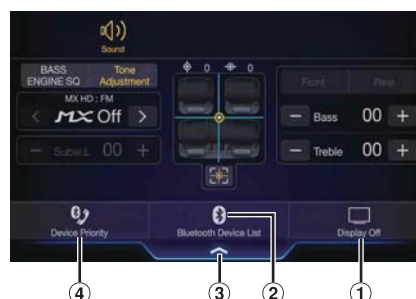 Sound
BASS ENGINE SQ
Tone Adjustment
0
0
Front
Rear
MX HD : FM
< MX Off >
− Bass 00 +
− Subw.L 00 +
− Treble 00 +
Device Priority
Bluetooth Device List
Display Off
④
③
②
①